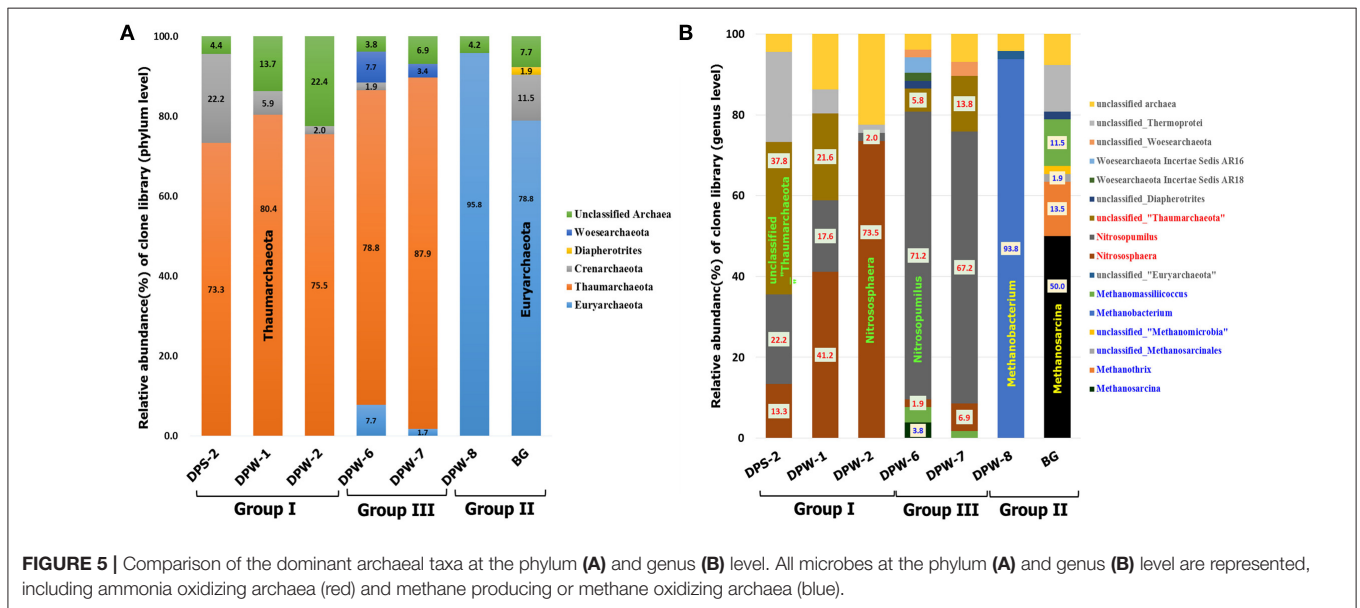 A
Relative abundance(%) of clone library (phylum level)
100.0
80.0
60.0
40.0
20.0
0.0
4.4
22.2
73.3
13.7
5.9
80.4
Thaumarchaeota
22.4
2.0
75.5
3.8
7.7
1.9
78.8
7.7
6.9
3.4
87.9
1.7
4.2
95.8
7.7
1.9
11.5
78.8
Euryarchaeota
DPS-2
DPW-1
DPW-2
DPW-6
DPW-7
DPW-8
BG
Group I
Group III
Group II
Unclassified Archaea
Woesearchaeota
Diapherotrites
Crenarchaeota
Thaumarchaeota
Euryarchaeota
B
Relative abundanc(%) of clone library (genus level)
100
80
60
40
20
0
37.8
unclassified
"Thaumarchaeota
"
22.2
13.3
21.6
17.6
41.2
2.0
73.5
Nitrososphaera
5.8
71.2
Nitrosopumilus
1.9
3.8
13.8
67.2
6.9
93.8
Methanobacterium
11.5
1.9
13.5
50.0
Methanosarcina
DPS-2
DPW-1
DPW-2
DPW-6
DPW-7
DPW-8
BG
Group I
Group III
Group II
unclassified archaea
unclassified_Thermoprotei
unclassified_Woesearchaeota
Woesearchaeota Incertae Sedis AR16
Woesearchaeota Incertae Sedis AR18
unclassified_Diapherotrites
unclassified_"Thaumarchaeota"
Nitrosopumilus
Nitrososphaera
unclassified_"Euryarchaeota"
Methanomassiliicoccus
Methanobacterium
unclassified_"Methanomicrobia"
unclassified_Methanosarcinales
Methanothrix
Methanosarcina
FIGURE 5 | Comparison of the dominant archaeal taxa at the phylum (A) and genus (B) level. All microbes at the phylum (A) and genus (B) level are represented,
including ammonia oxidizing archaea (red) and methane producing or methane oxidizing archaea (blue).